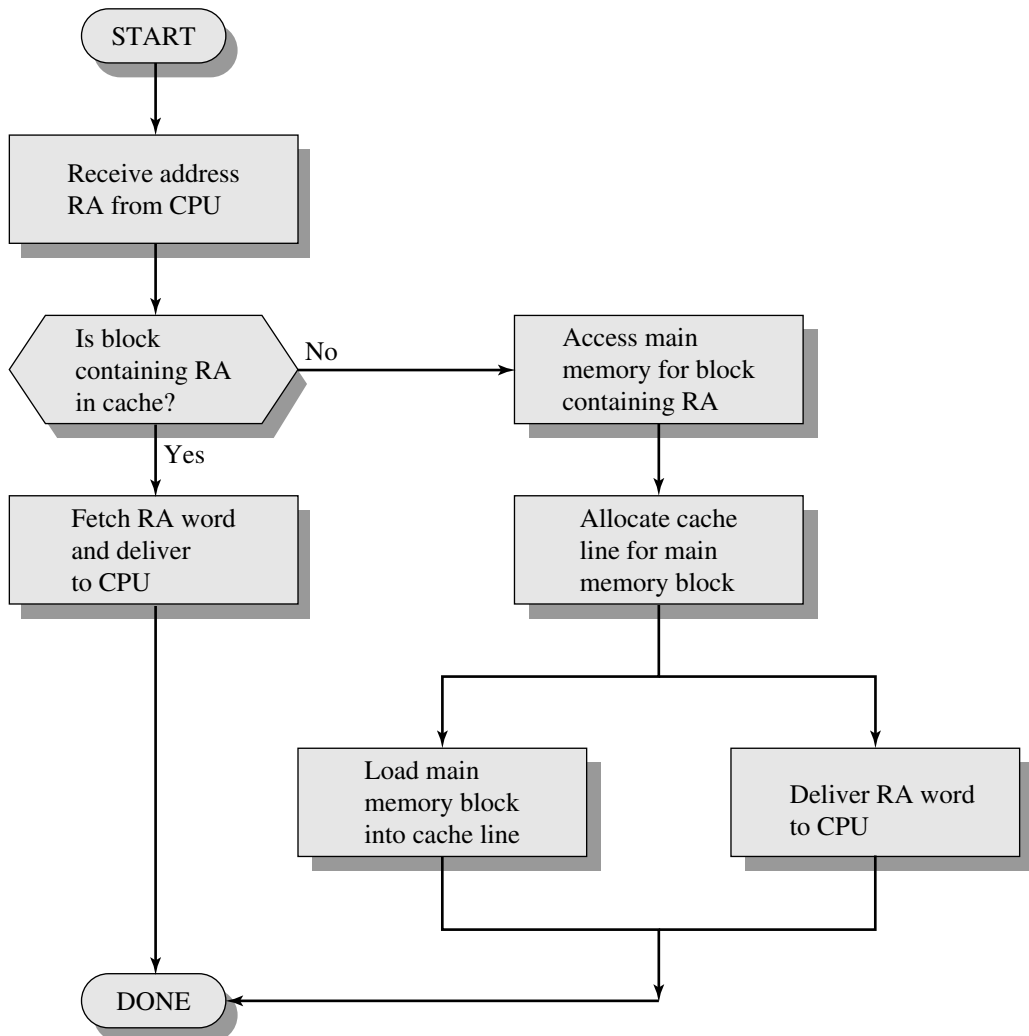 START
Receive address
RA from CPU
Is block
containing RA
in cache?
No
Access main
memory for block
containing RA
Yes
Fetch RA word
and deliver
to CPU
Allocate cache
line for main
memory block
Load main
memory block
into cache line
Deliver RA word
to CPU
DONE